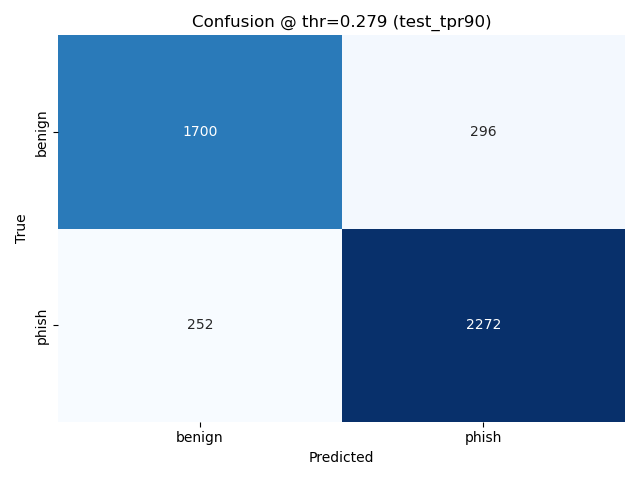 Confusion @ thr=0.279 (test_tpr90)
True
benign
1700
296
phish
252
2272
benign
phish
Predicted